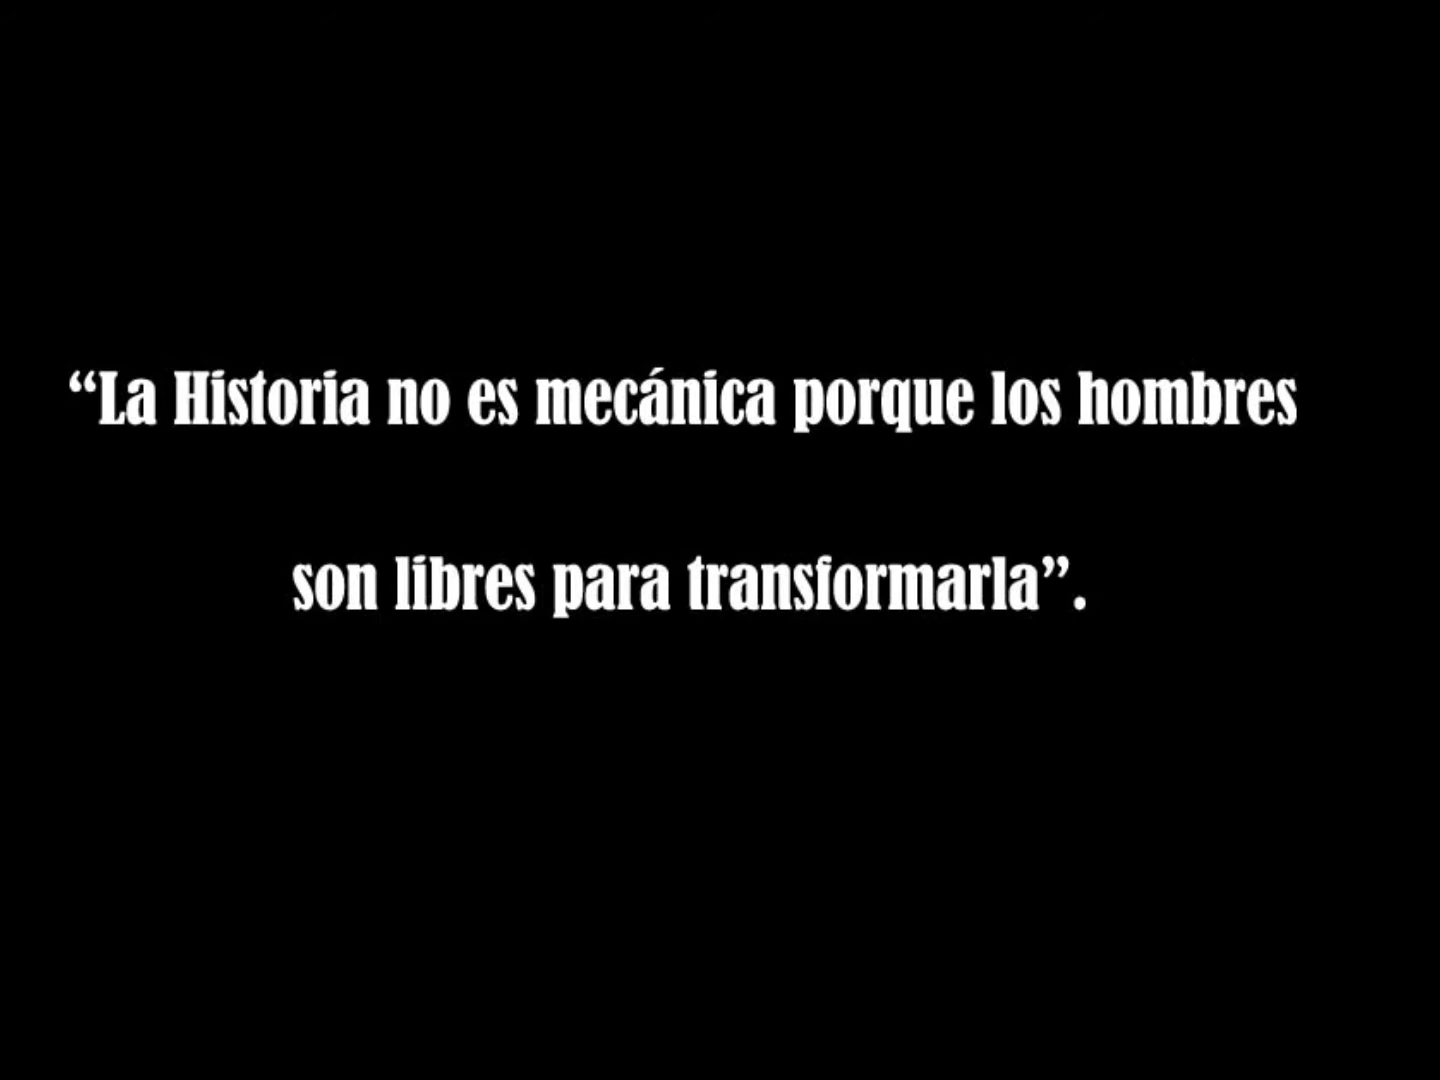 “La Historia no es mecánica porque los hombres
son libres para transformarla”.